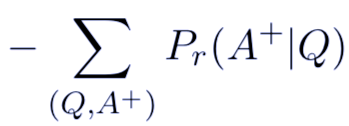 − ∑ P_r(A^+|Q)
(Q,A^+)